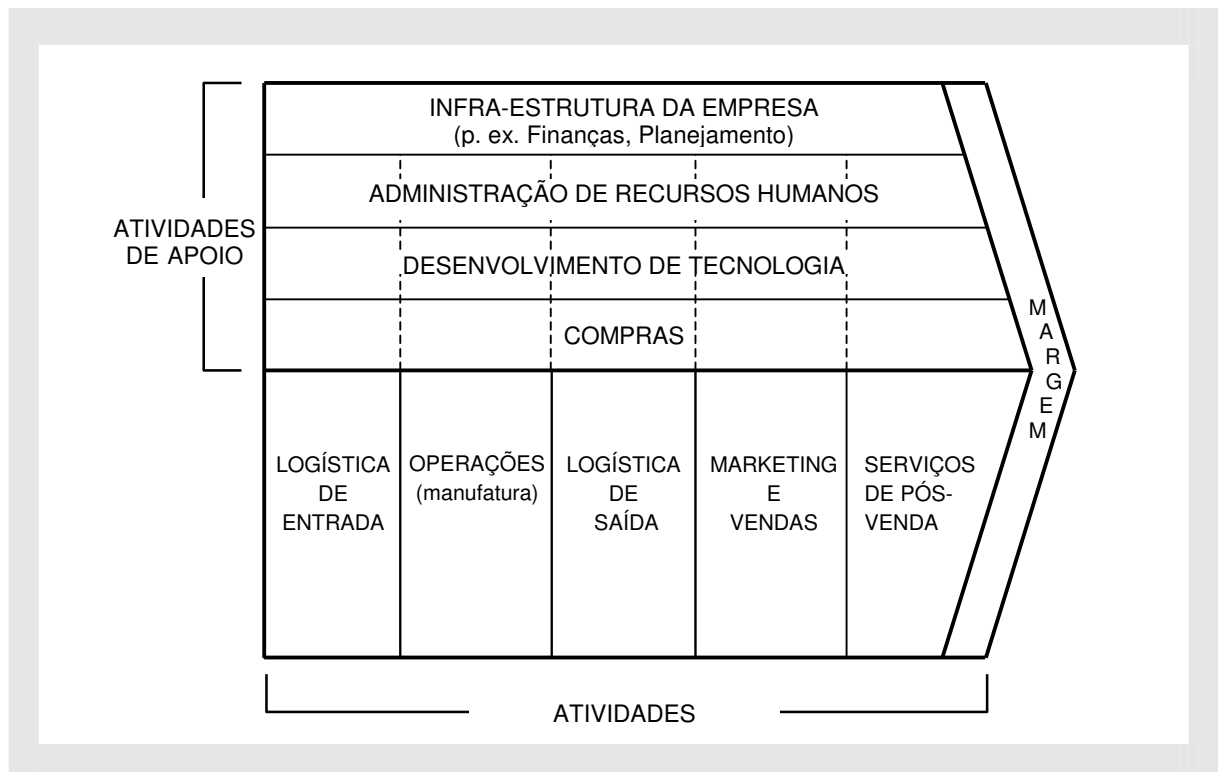 INFRA-ESTRUTURA DA EMPRESA
(p. ex. Finanças, Planejamento)
ADMINISTRAÇÃO DE RECURSOS HUMANOS
ATIVIDADES
DE APOIO
DESENVOLVIMENTO DE TECNOLOGIA
COMPRAS
MARGEM
LOGÍSTICA
DE
ENTRADA
OPERAÇÕES
(manufatura)
LOGÍSTICA
DE
SAÍDA
MARKETING
E
VENDAS
SERVIÇOS
DE PÓS-
VENDA
ATIVIDADES